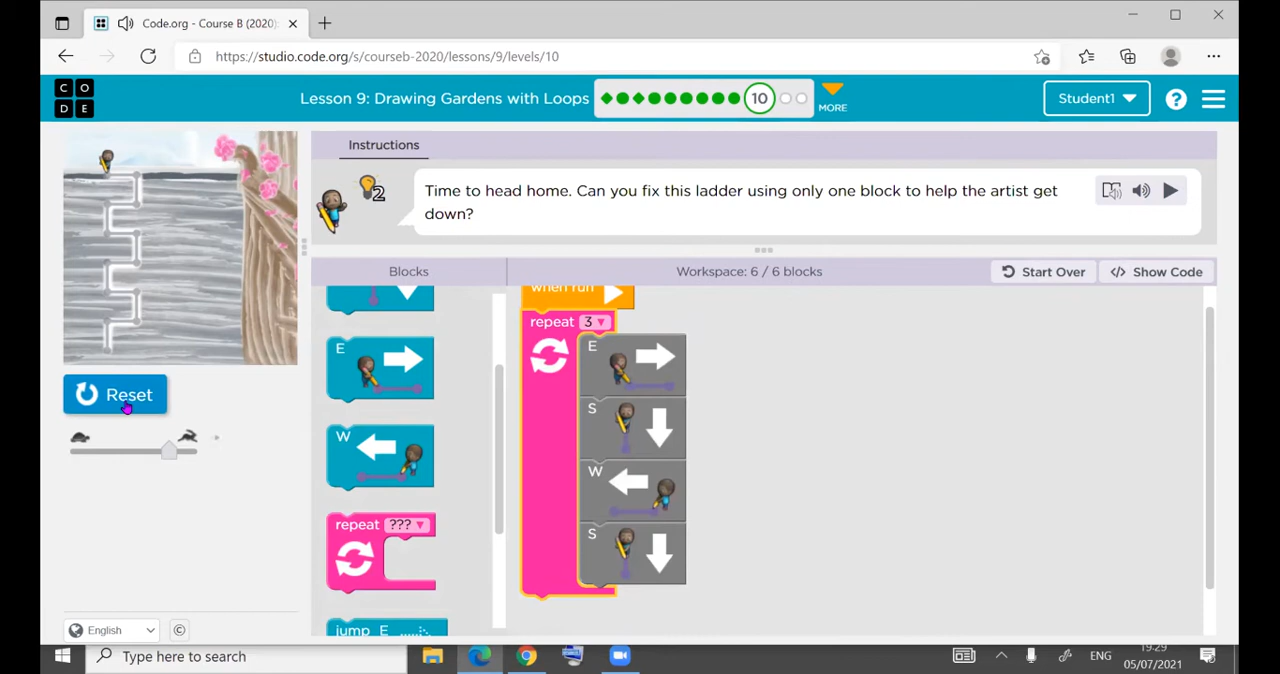 Code.org - Course B (2020)
https://studio.code.org/s/courseb-2020/lessons/9/levels/10
C O
D E
Lesson 9: Drawing Gardens with Loops
10
MORE
Student1
?
Instructions
2
Time to head home. Can you fix this ladder using only one block to help the artist get
down?
Blocks
Workspace: 6 / 6 blocks
Start Over
</> Show Code
when run
repeat 3
E
S
W
S
E
W
repeat ???
jump E
Reset
English
©
Type here to search
ENG
19:29
05/07/2021